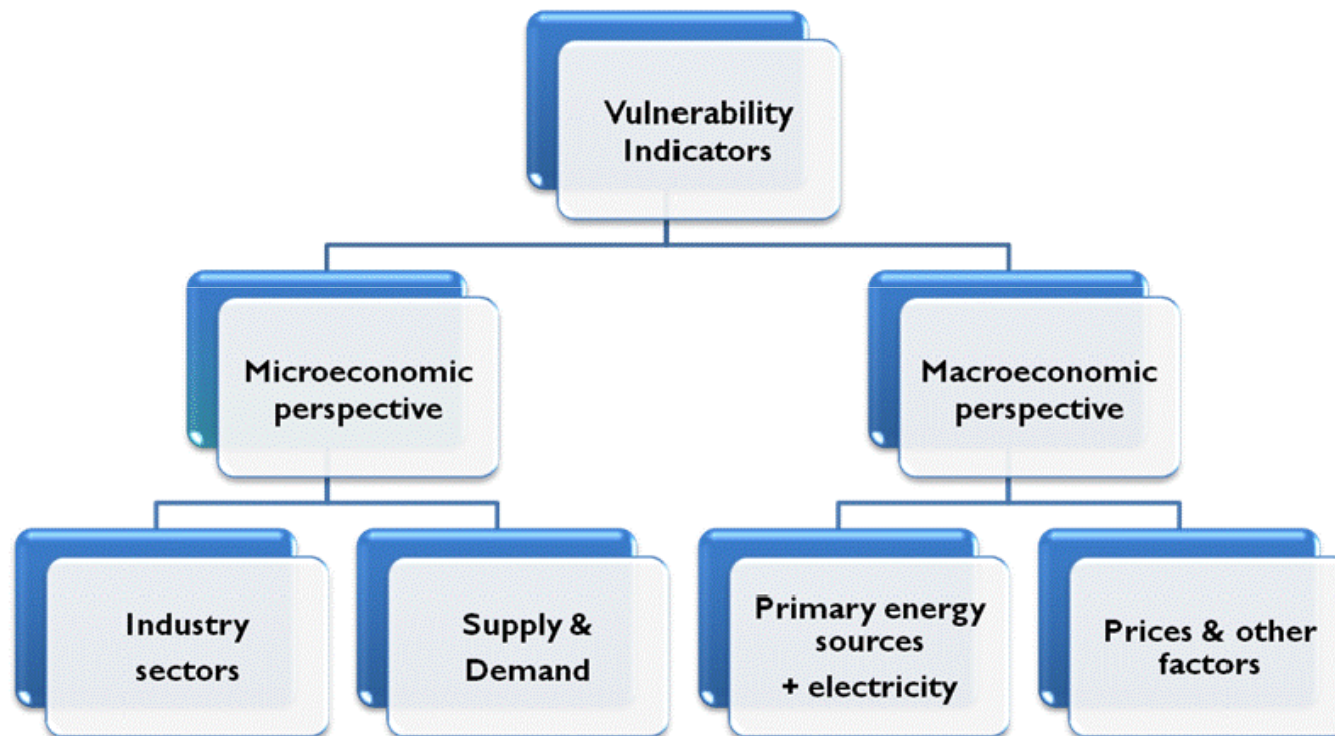 Vulnerability
Indicators
Microeconomic
perspective
Macroeconomic
perspective
Industry
sectors
Supply &
Demand
Primary energy
sources
+ electricity
Prices & other
factors